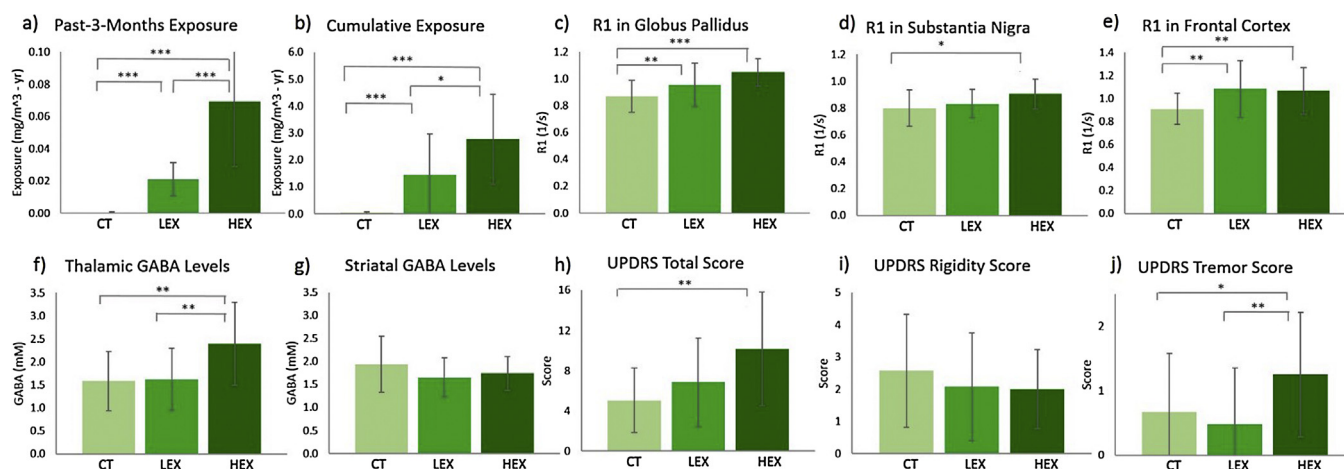 a) Past-3-Months Exposure
Exposure (mg/m^3 - yr)
0.10
0.08
0.06
0.04
0.02
0.00
***
***
***
CT LEX HEX
b) Cumulative Exposure
Exposure (mg/m^3 - yr)
6.0
5.0
4.0
3.0
2.0
1.0
0.0
***
*
***
CT LEX HEX
c) R1 in Globus Pallidus
R1 (1/s)
1.2
1.0
0.8
0.6
0.4
0.2
0.0
***
**
CT LEX HEX
d) R1 in Substantia Nigra
R1 (1/s)
1.2
1.0
0.8
0.6
0.4
0.2
0.0
*
CT LEX HEX
e) R1 in Frontal Cortex
R1 (1/s)
1.4
1.2
1.0
0.8
0.6
0.4
0.2
0.0
**
**
CT LEX HEX
f) Thalamic GABA Levels
GABA (mM)
3.5
3.0
2.5
2.0
1.5
1.0
0.5
0.0
**
**
CT LEX HEX
g) Striatal GABA Levels
GABA (mM)
3.5
3.0
2.5
2.0
1.5
1.0
0.5
0.0
CT LEX HEX
h) UPDRS Total Score
Score
16
12
8
4
0
**
CT LEX HEX
i) UPDRS Rigidity Score
Score
5
4
3
2
1
0
CT LEX HEX
j) UPDRS Tremor Score
Score
2
1
0
*
**
CT LEX HEX